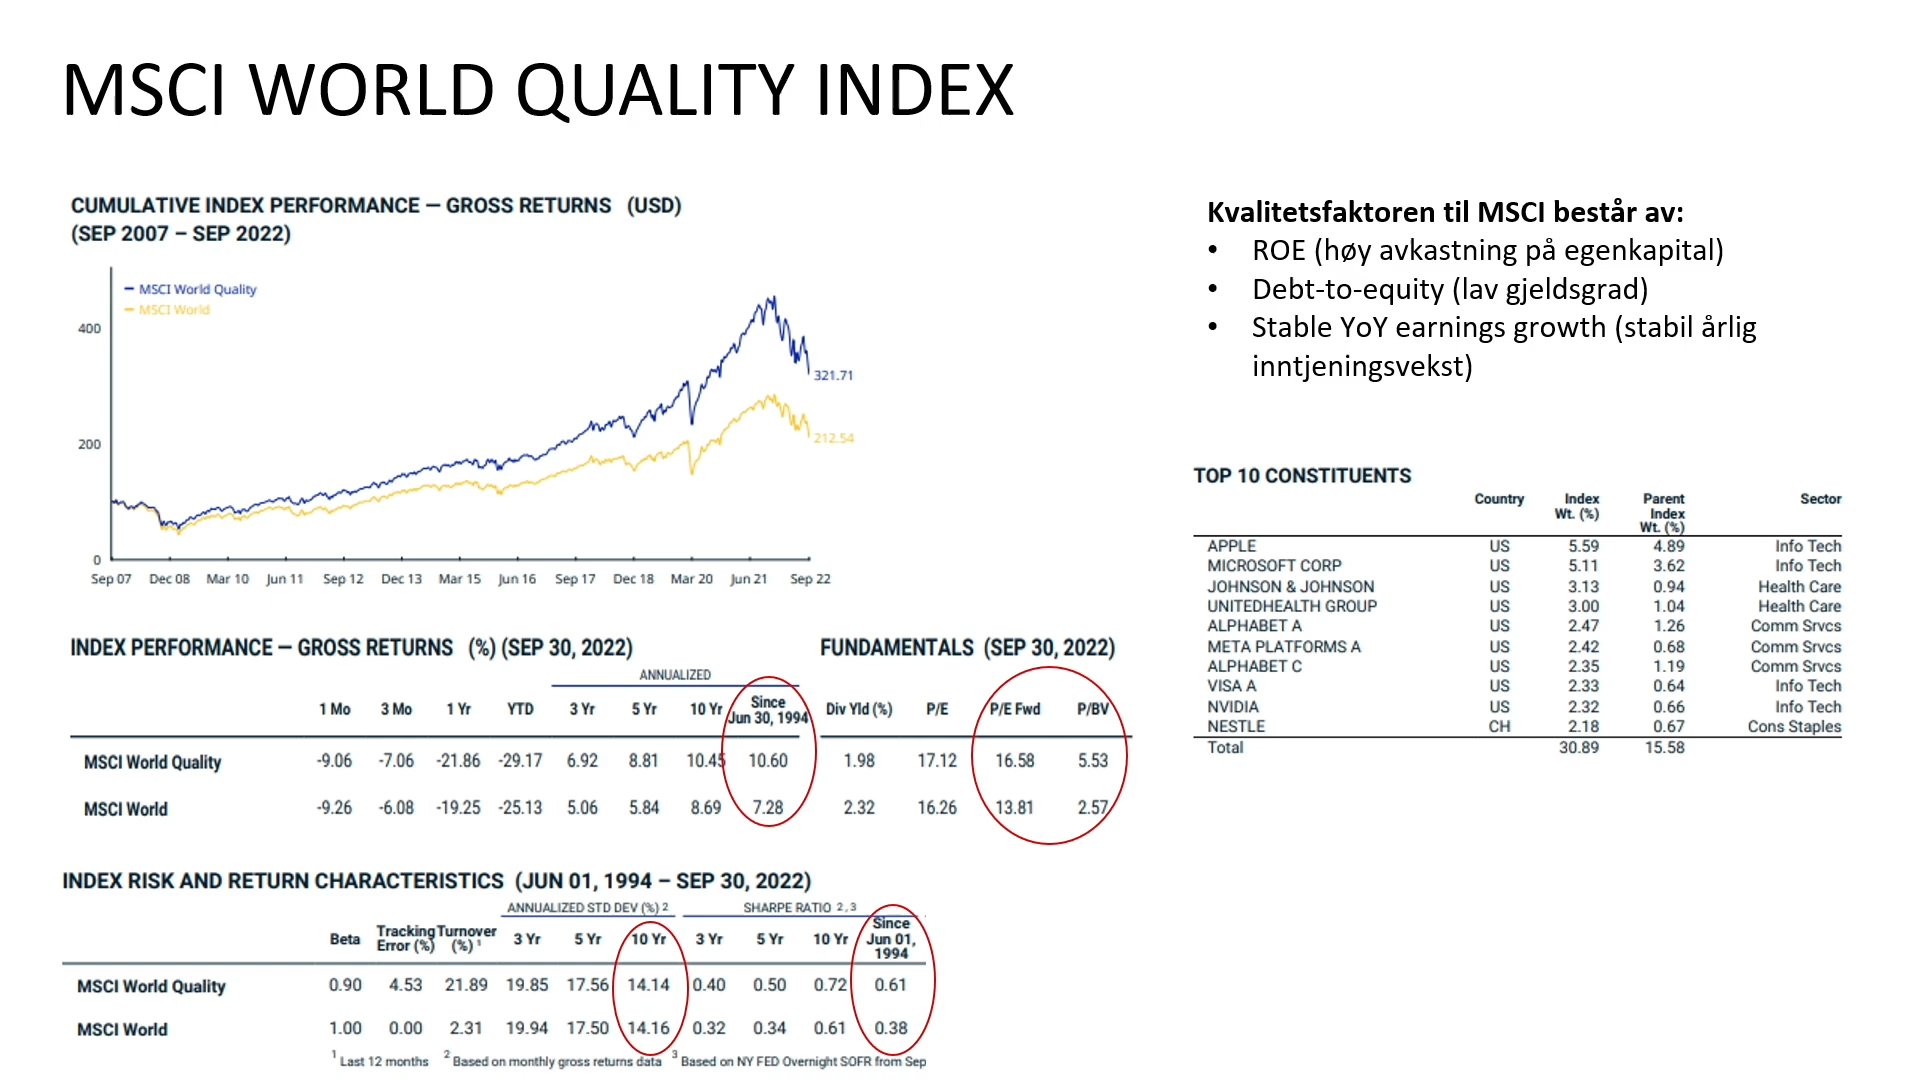 MSCI WORLD QUALITY INDEX
CUMULATIVE INDEX PERFORMANCE — GROSS RETURNS (USD)
(SEP 2007 – SEP 2022)
MSCI World Quality
MSCI World
400
200
0
321.71
212.54
Sep 07 Dec 08 Mar 10 Jun 11 Sep 12 Dec 13 Mar 15 Jun 16 Sep 17 Dec 18 Mar 20 Jun 21 Sep 22
Kvalitetsfaktoren til MSCI består av:
• ROE (høy avkastning på egenkapital)
• Debt-to-equity (lav gjeldsgrad)
• Stable YoY earnings growth (stabil årlig
inntjeningsvekst)
TOP 10 CONSTITUENTS
Country Index Wt. (%) Parent Index Wt. (%) Sector
APPLE US 5.59 4.89 Info Tech
MICROSOFT CORP US 5.11 3.62 Info Tech
JOHNSON & JOHNSON US 3.13 0.94 Health Care
UNITEDHEALTH GROUP US 3.00 1.04 Health Care
ALPHABET A US 2.47 1.26 Comm Srvcs
META PLATFORMS A US 2.42 0.68 Comm Srvcs
ALPHABET C US 2.35 1.19 Comm Srvcs
VISA A US 2.33 0.64 Info Tech
NVIDIA US 2.32 0.66 Info Tech
NESTLE CH 2.18 0.67 Cons Staples
Total 30.89 15.58
INDEX PERFORMANCE — GROSS RETURNS (%) (SEP 30, 2022)
ANNUALIZED
1 Mo 3 Mo 1 Yr YTD 3 Yr 5 Yr 10 Yr Since Jun 30, 1994
MSCI World Quality -9.06 -7.06 -21.86 -29.17 6.92 8.81 10.45 10.60
MSCI World -9.26 -6.08 -19.25 -25.13 5.06 5.84 8.69 7.28
FUNDAMENTALS (SEP 30, 2022)
Div Yld (%) P/E P/E Fwd P/BV
1.98 17.12 16.58 5.53
2.32 16.26 13.81 2.57
INDEX RISK AND RETURN CHARACTERISTICS (JUN 01, 1994 – SEP 30, 2022)
ANNUALIZED STD DEV (%) 2 SHARPE RATIO 2 , 3
Beta Tracking Error (%) Turnover (%) 1 3 Yr 5 Yr 10 Yr 3 Yr 5 Yr 10 Yr Since Jun 01, 1994
MSCI World Quality 0.90 4.53 21.89 19.85 17.56 14.14 0.40 0.50 0.72 0.61
MSCI World 1.00 0.00 2.31 19.94 17.50 14.16 0.32 0.34 0.61 0.38
1 Last 12 months 2 Based on monthly gross returns data 3 Based on NY FED Overnight SOFR from Sep